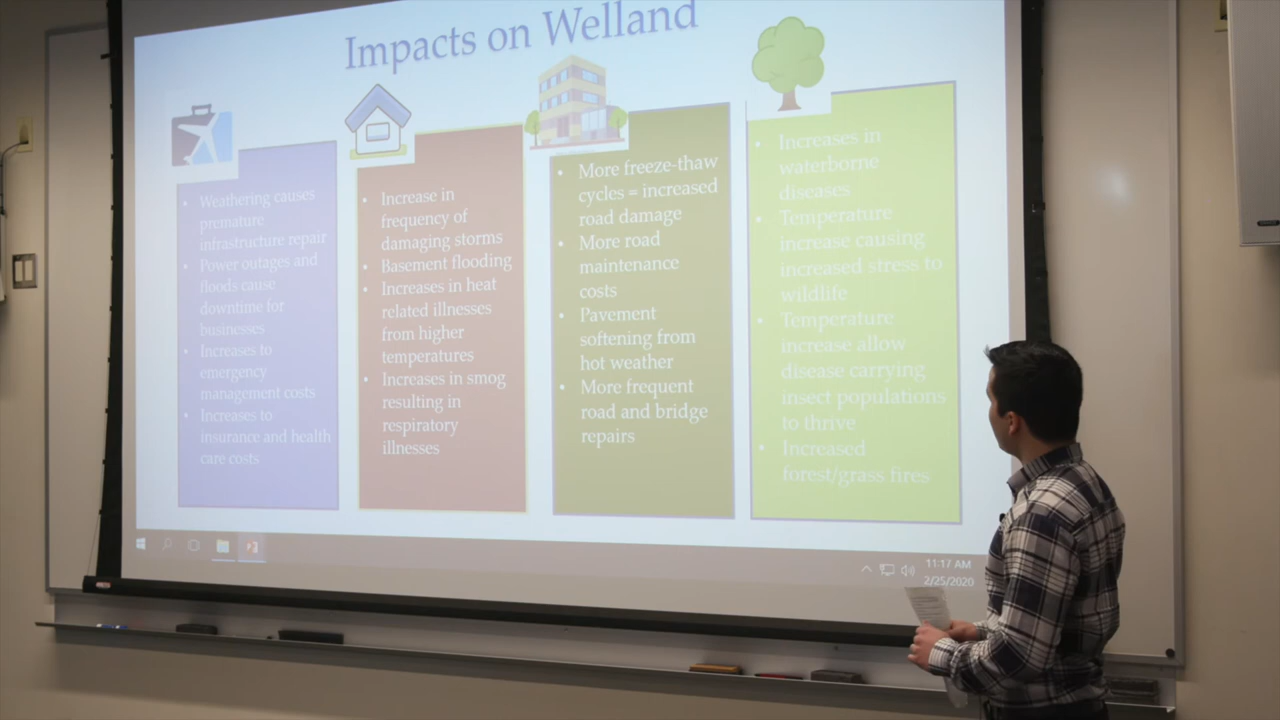 Impacts on Welland
• Weathering causes
premature
infrastructure repair
• Power outages and
floods cause
downtime for
businesses
• Increases to
emergency
management costs
• Increases to
insurance and health
care costs
• Increase in
frequency of
damaging storms
• Basement flooding
• Increases in heat
related illnesses
from higher
temperatures
• Increases in smog
resulting in
respiratory
illnesses
• More freeze-thaw
cycles = increased
road damage
• More road
maintenance
costs
• Pavement
softening from
hot weather
• More frequent
road and bridge
repairs
• Increases in
waterborne
diseases
• Temperature
increase causing
increased stress to
wildlife
• Temperature
increase allow
disease carrying
insect populations
to thrive
• Increased
forest/grass fires
11:17 AM
2/25/2020